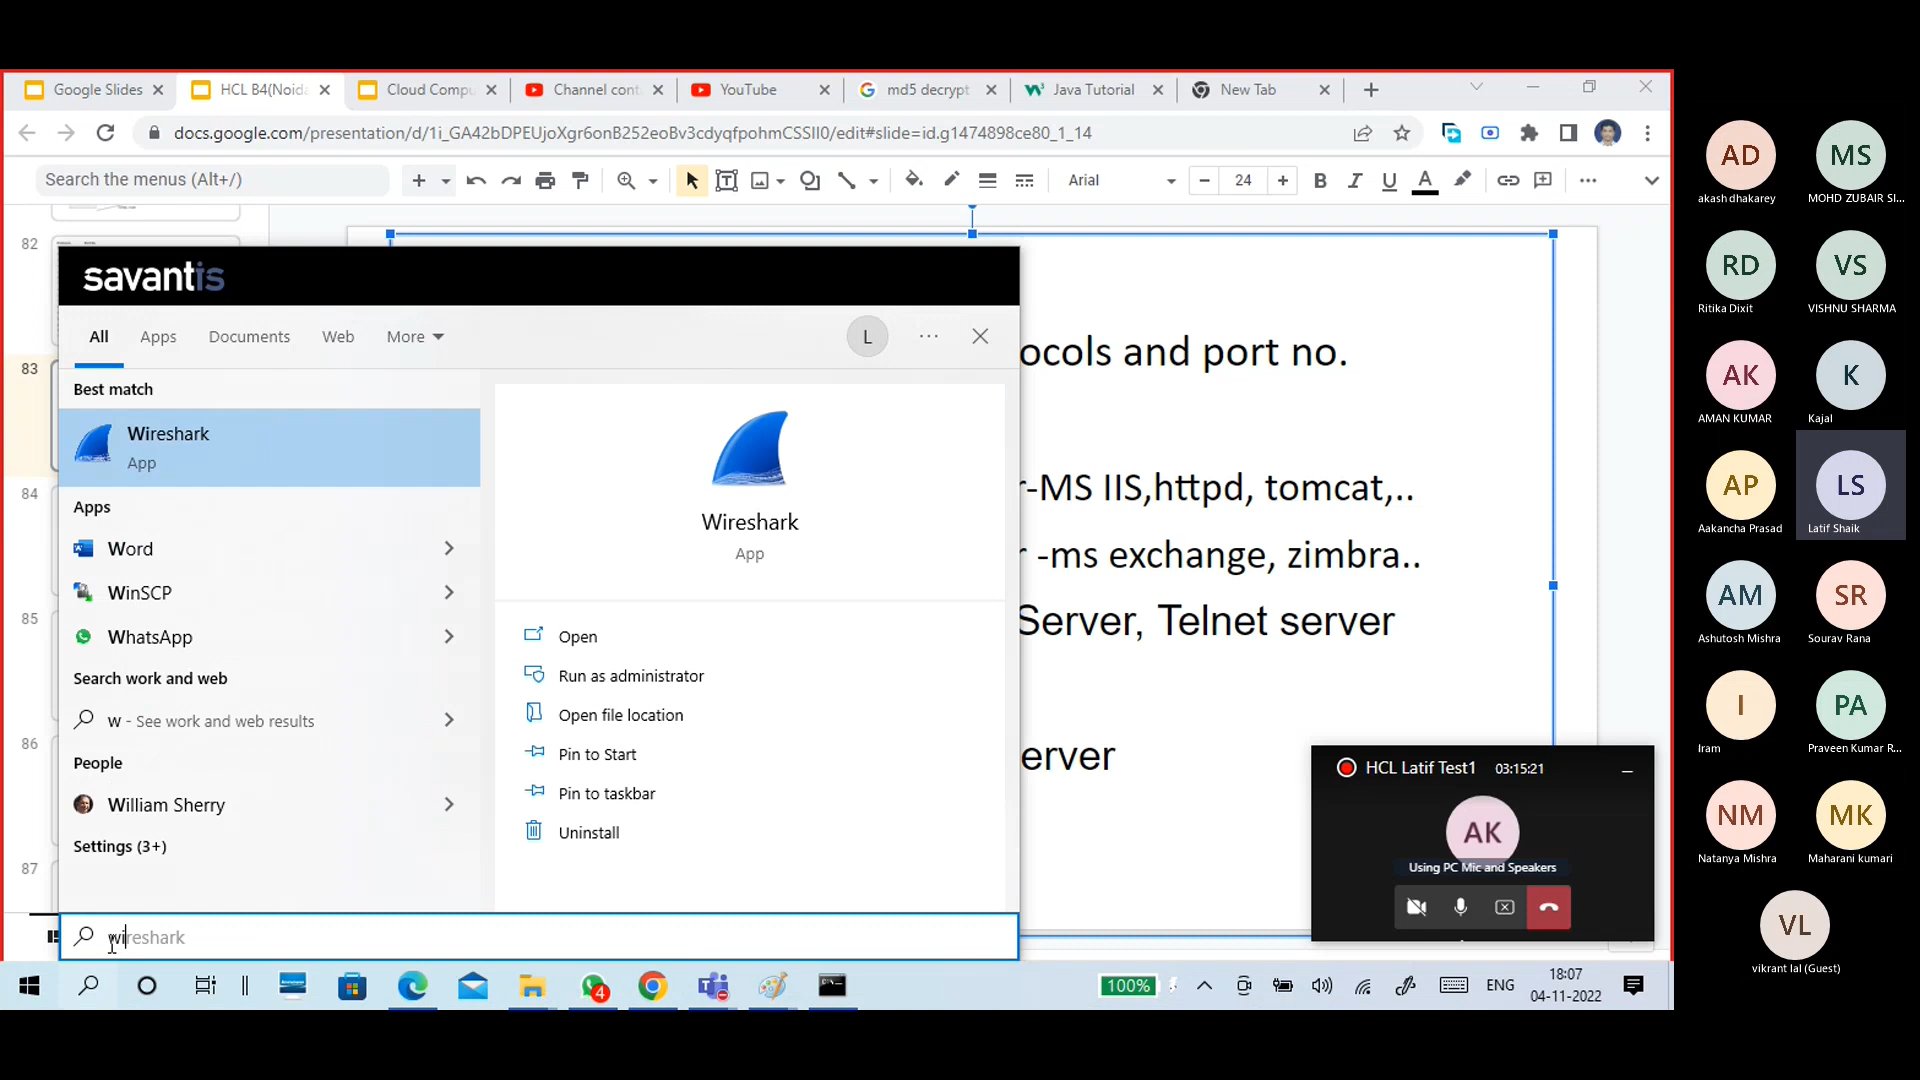 Google Slides
HCL B4(Noida
Cloud Compu
Channel cont
YouTube
md5 decrypt
Java Tutorial
New Tab
docs.google.com/presentation/d/1i_GA42bDPEUjoXgr6onB252eoBv3cdyqfpohmCSSIl0/edit#slide=id.g1474898ce80_1_14
Search the menus (Alt+/)
Arial
24
B I U A
82
83
84
85
86
87
savantis
All
Apps
Documents
Web
More
L
Best match
Wireshark
App
Apps
Word
WinSCP
WhatsApp
Search work and web
w - See work and web results
People
William Sherry
Settings (3+)
Wireshark
App
Open
Run as administrator
Open file location
Pin to Start
Pin to taskbar
Uninstall
wireshark
ocols and port no.
r-MS IIS,httpd, tomcat,..
r -ms exchange, zimbra..
Server, Telnet server
erver
HCL Latif Test1
03:15:21
AK
Using PC Mic and Speakers
4
100%
ENG
18:07
04-11-2022
AD
akash dhakarey
MS
MOHD ZUBAIR SI...
RD
Ritika Dixit
VS
VISHNU SHARMA
AK
AMAN KUMAR
K
Kajal
AP
Aakancha Prasad
LS
Latif Shaik
AM
Ashutosh Mishra
SR
Sourav Rana
I
Iram
PA
Praveen Kumar R...
NM
Natanya Mishra
MK
Maharani kumari
VL
vikrant lal (Guest)